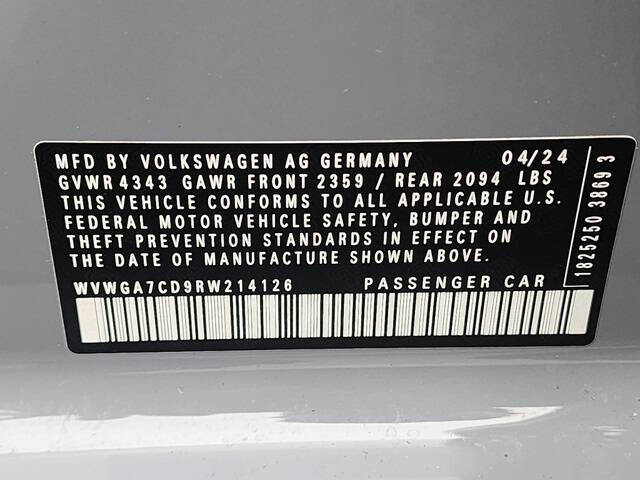 MFD BY VOLKSWAGEN AG GERMANY 04/24
GVWR 4343 GAWR FRONT 2359 / REAR 2094 LBS
THIS VEHICLE CONFORMS TO ALL APPLICABLE U.S.
FEDERAL MOTOR VEHICLE SAFETY, BUMPER AND
THEFT PREVENTION STANDARDS IN EFFECT ON
THE DATE OF MANUFACTURE SHOWN ABOVE.
WVWGA7CD9RW214126 PASSENGER CAR
1825250 3869 3